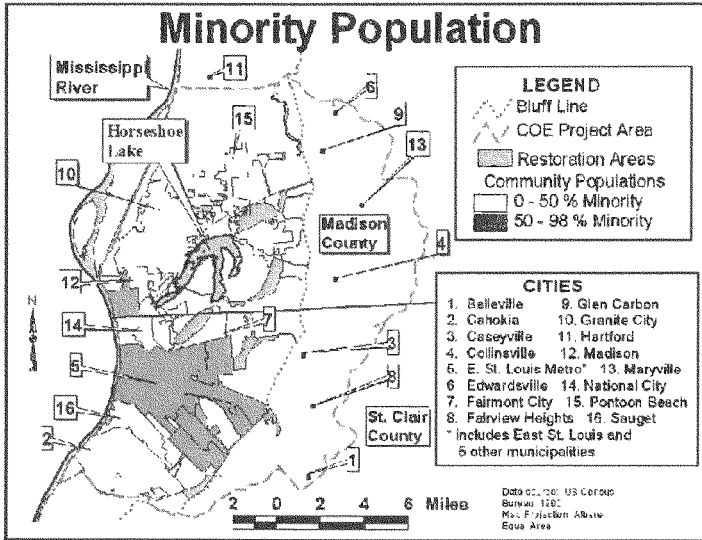 Minority Population
Mississippi
River
Horseshoe
Lake
11
6
15
9
13
10
Madison
County
4
12
14
7
3
5
8
16
St. Clair
County
2
1
N
LEGEND
Bluff Line
COE Project Area
Restoration Areas
Community Populations
0 - 50 % Minority
50 - 98 % Minority
CITIES
1. Belleville 9. Glen Carbon
2. Cahokia 10. Granite City
3. Caseyville 11. Hartford
4. Collinsville 12. Madison
5. E. St. Louis Metro* 13. Maryville
6 Edwardsville 14. National City
7. Fairmont City 15. Pontoon Beach
8. Fairview Heights 16. Sauget
* includes East St. Louis and
5 other municipalities
2 0 2 4 6 Miles
Data source: US Census
Bureau
Map Projection Albers
Equal Area